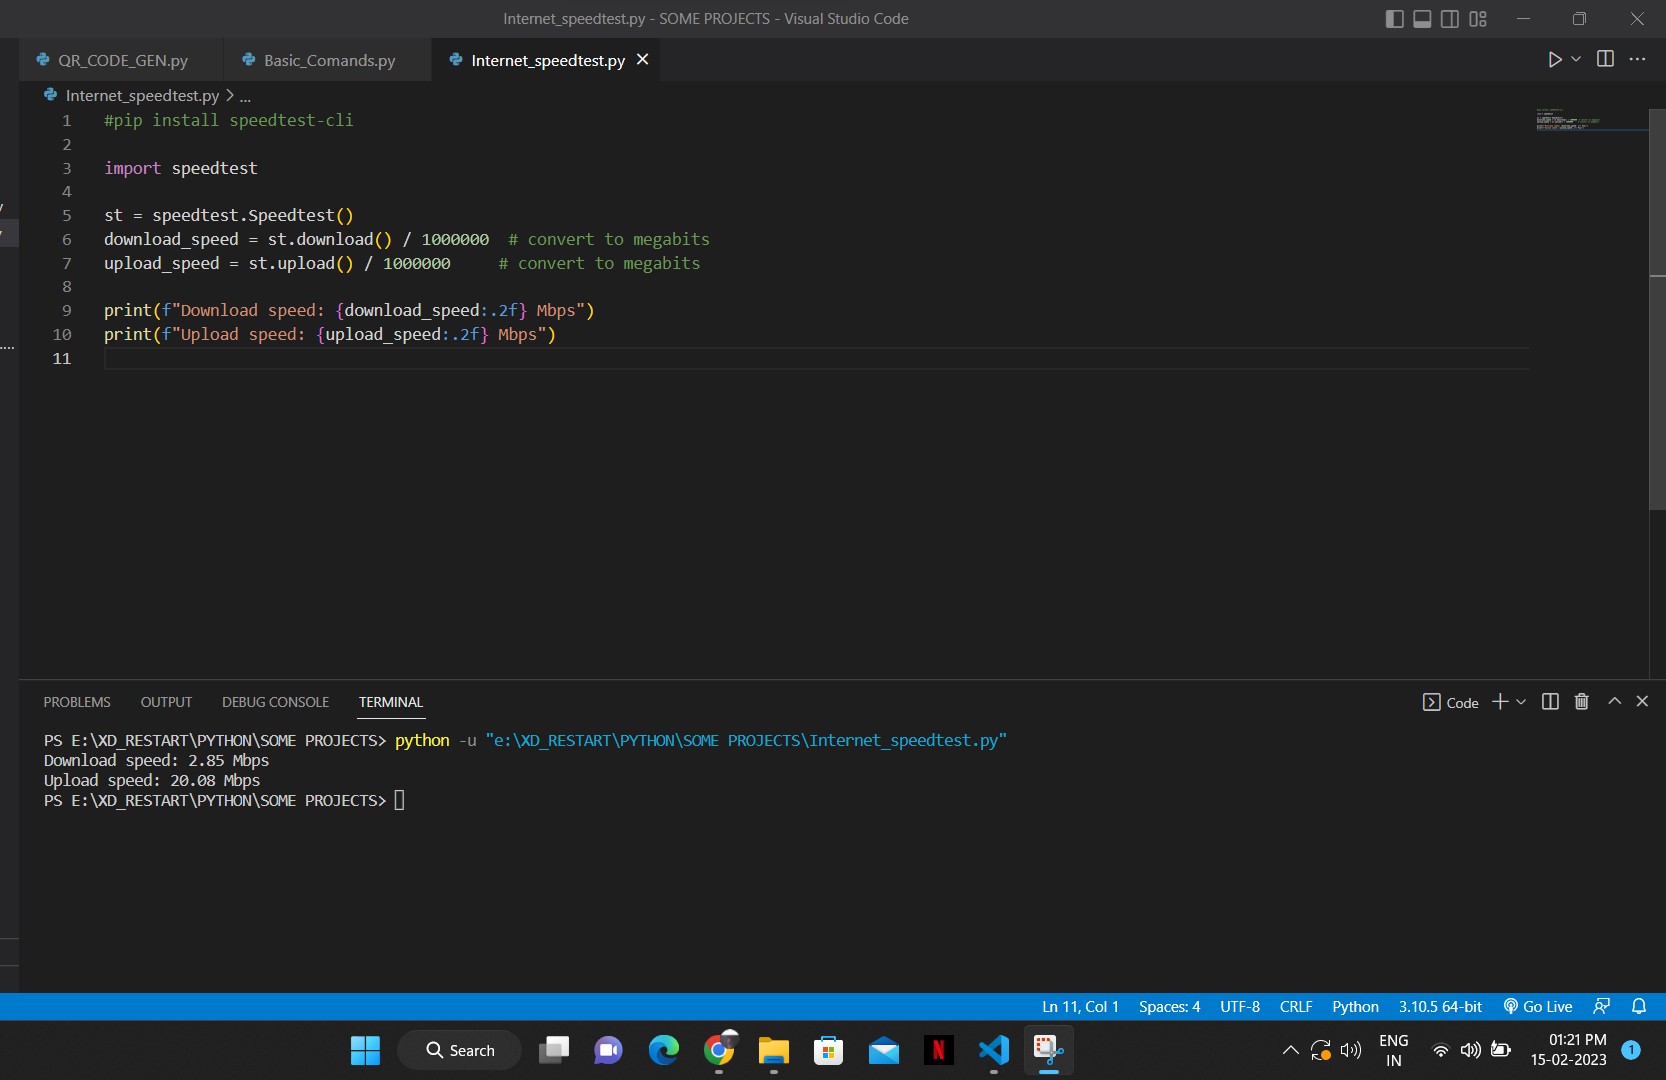 Internet_speedtest.py - SOME PROJECTS - Visual Studio Code
QR_CODE_GEN.py
Basic_Comands.py
Internet_speedtest.py
Internet_speedtest.py > ...
1 #pip install speedtest-cli
2
3 import speedtest
4
5 st = speedtest.Speedtest()
6 download_speed = st.download() / 1000000  # convert to megabits
7 upload_speed = st.upload() / 1000000     # convert to megabits
8
9 print(f"Download speed: {download_speed:.2f} Mbps")
10 print(f"Upload speed: {upload_speed:.2f} Mbps")
11
PROBLEMS OUTPUT DEBUG CONSOLE TERMINAL
Code
PS E:\XD_RESTART\PYTHON\SOME PROJECTS> python -u "e:\XD_RESTART\PYTHON\SOME PROJECTS\Internet_speedtest.py"
Download speed: 2.85 Mbps
Upload speed: 20.08 Mbps
PS E:\XD_RESTART\PYTHON\SOME PROJECTS>
Ln 11, Col 1 Spaces: 4 UTF-8 CRLF Python 3.10.5 64-bit Go Live
Search
N
ENG
IN
01:21 PM
15-02-2023
1